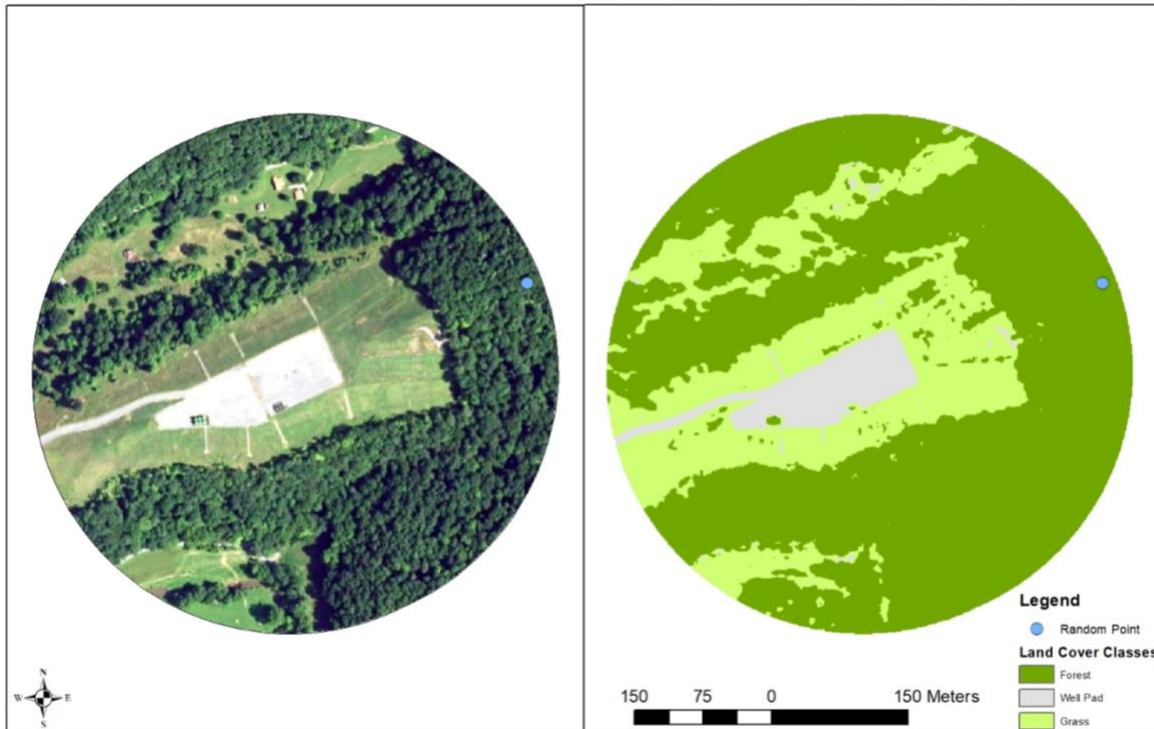 N
W E
S
150 75 0 150 Meters
Legend
Random Point
Land Cover Classes
Forest
Well Pad
Grass